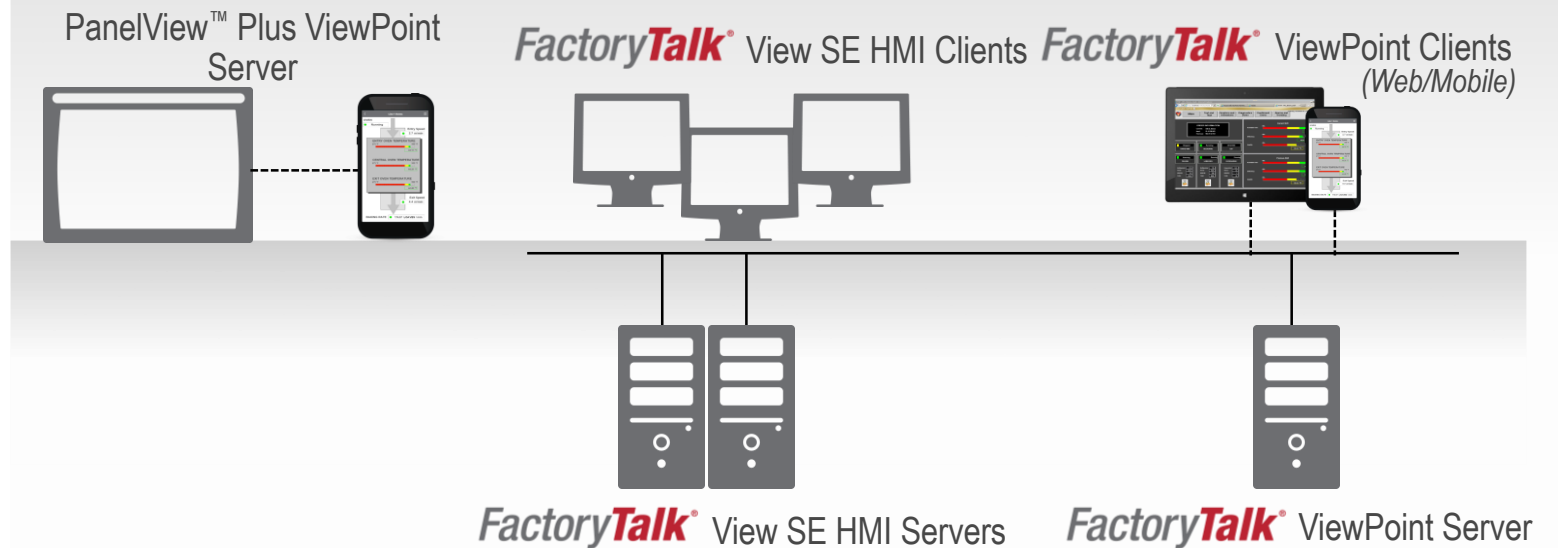 PanelView™ Plus ViewPoint
Server
FactoryTalk® View SE HMI Clients
FactoryTalk® ViewPoint Clients
(Web/Mobile)
FactoryTalk® View SE HMI Servers
FactoryTalk® ViewPoint Server